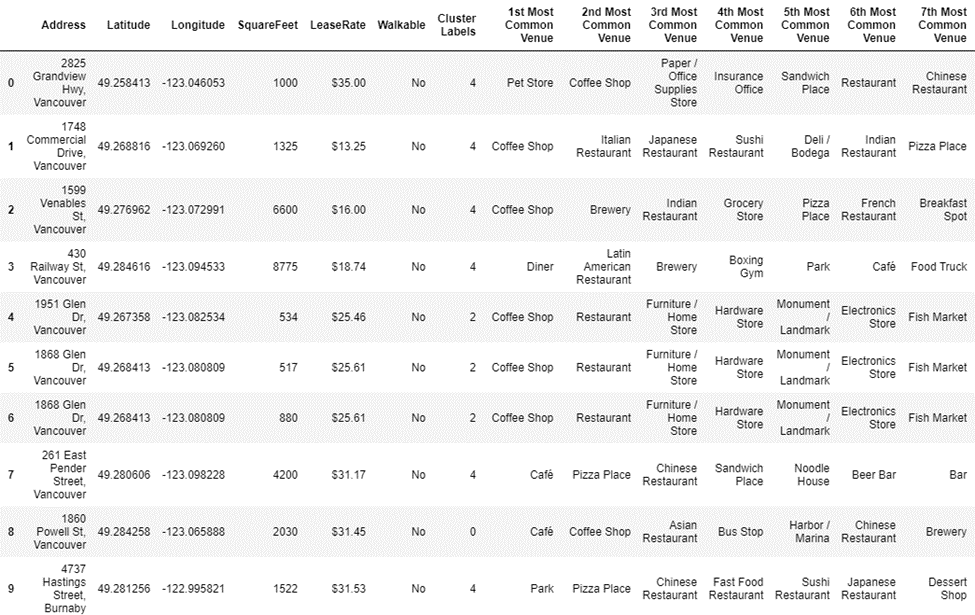 Address Latitude Longitude SquareFeet LeaseRate Walkable Cluster Labels 1st Most Common Venue 2nd Most Common Venue 3rd Most Common Venue 4th Most Common Venue 5th Most Common Venue 6th Most Common Venue 7th Most Common Venue
0 2825 Grandview Hwy, Vancouver 49.258413 -123.046053 1000 $35.00 No 4 Pet Store Coffee Shop Paper / Office Supplies Store Insurance Office Sandwich Place Restaurant Chinese Restaurant
1 1748 Commercial Drive, Vancouver 49.268816 -123.069260 1325 $13.25 No 4 Coffee Shop Italian Restaurant Japanese Restaurant Sushi Restaurant Deli / Bodega Indian Restaurant Pizza Place
2 1599 Venables St, Vancouver 49.276962 -123.072991 6600 $16.00 No 4 Coffee Shop Brewery Indian Restaurant Grocery Store Pizza Place French Restaurant Breakfast Spot
3 430 Railway St, Vancouver 49.284616 -123.094533 8775 $18.74 No 4 Diner Latin American Restaurant Brewery Boxing Gym Park Café Food Truck
4 1951 Glen Dr, Vancouver 49.267358 -123.082534 534 $25.46 No 2 Coffee Shop Restaurant Furniture / Home Store Hardware Store Monument / Landmark Electronics Store Fish Market
5 1868 Glen Dr, Vancouver 49.268413 -123.080809 517 $25.61 No 2 Coffee Shop Restaurant Furniture / Home Store Hardware Store Monument / Landmark Electronics Store Fish Market
6 1868 Glen Dr, Vancouver 49.268413 -123.080809 880 $25.61 No 2 Coffee Shop Restaurant Furniture / Home Store Hardware Store Monument / Landmark Electronics Store Fish Market
7 261 East Pender Street, Vancouver 49.280606 -123.098228 4200 $31.17 No 4 Café Pizza Place Chinese Restaurant Sandwich Place Noodle House Beer Bar Bar
8 1860 Powell St, Vancouver 49.284258 -123.065888 2030 $31.45 No 0 Café Coffee Shop Asian Restaurant Bus Stop Harbor / Marina Chinese Restaurant Brewery
9 4737 Hastings Street, Burnaby 49.281256 -122.995821 1522 $31.53 No 4 Park Pizza Place Chinese Restaurant Fast Food Restaurant Sushi Restaurant Japanese Restaurant Dessert Shop